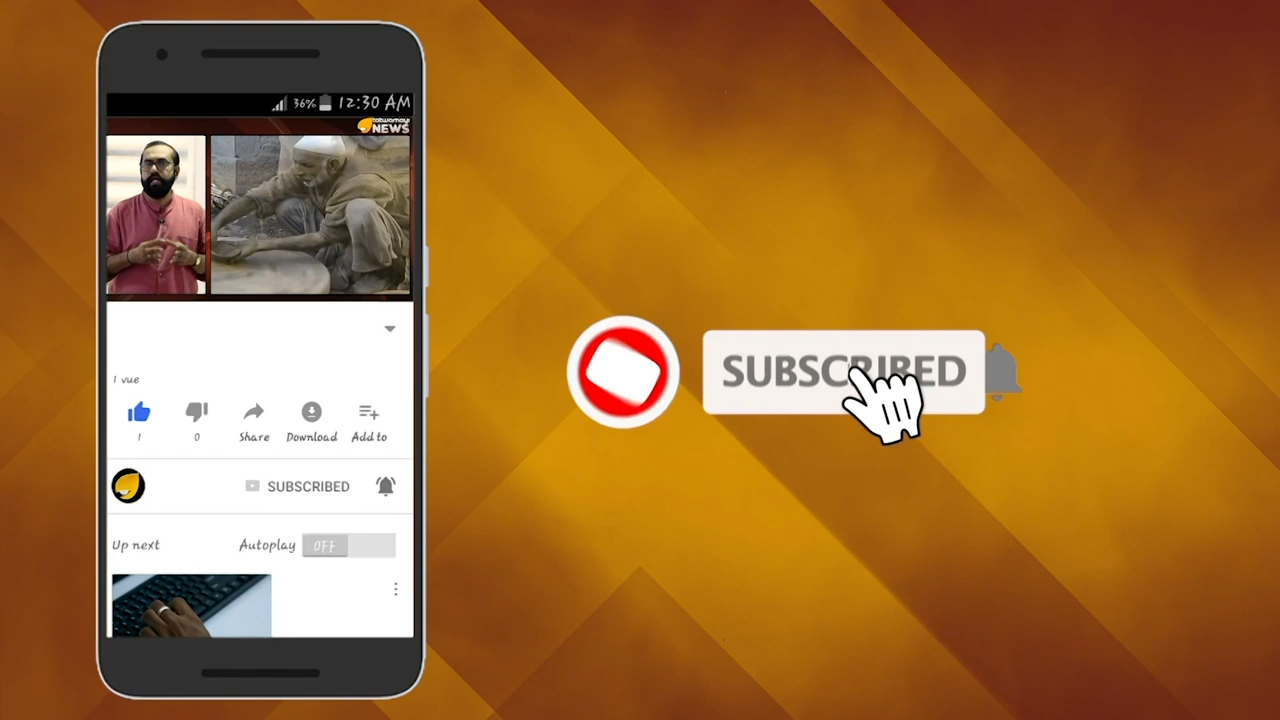 36% 12:30 AM
tatwamayi
NEWS
1 vue
1
0
Share
Download
Add to
SUBSCRIBED
Up next
Autoplay
OFF
SUBSCRIBED